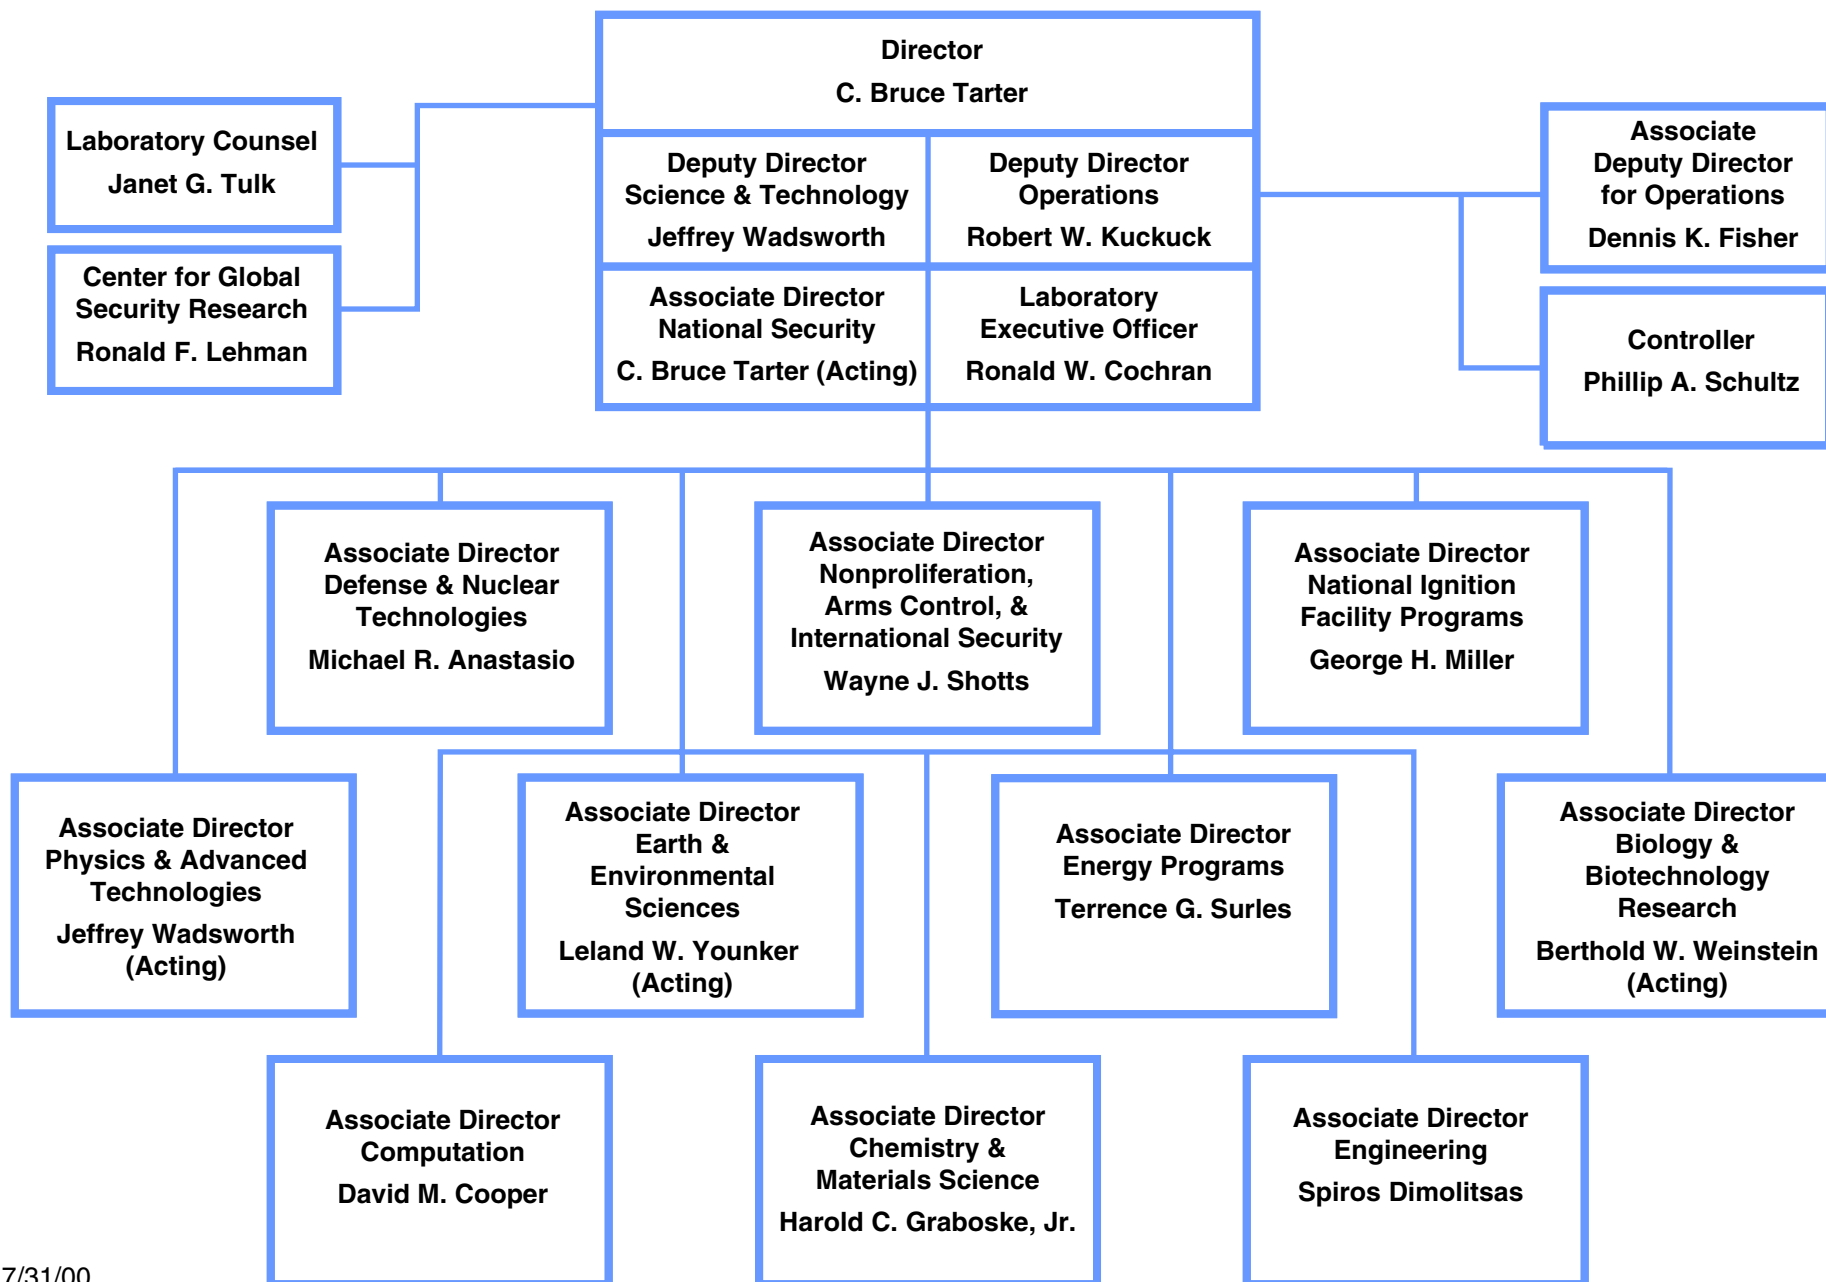 Director
C. Bruce Tarter
Laboratory Counsel
Janet G. Tulk
Center for Global
Security Research
Ronald F. Lehman
Deputy Director
Science & Technology
Jeffrey Wadsworth
Deputy Director
Operations
Robert W. Kuckuck
Associate Director
National Security
C. Bruce Tarter (Acting)
Laboratory
Executive Officer
Ronald W. Cochran
Associate
Deputy Director
for Operations
Dennis K. Fisher
Controller
Phillip A. Schultz
Associate Director
Defense & Nuclear
Technologies
Michael R. Anastasio
Associate Director
Nonproliferation,
Arms Control, &
International Security
Wayne J. Shotts
Associate Director
National Ignition
Facility Programs
George H. Miller
Associate Director
Physics & Advanced
Technologies
Jeffrey Wadsworth
(Acting)
Associate Director
Earth &
Environmental
Sciences
Leland W. Younker
(Acting)
Associate Director
Energy Programs
Terrence G. Surles
Associate Director
Biology &
Biotechnology
Research
Berthold W. Weinstein
(Acting)
Associate Director
Computation
David M. Cooper
Associate Director
Chemistry &
Materials Science
Harold C. Graboske, Jr.
Associate Director
Engineering
Spiros Dimolitsas
7/31/00